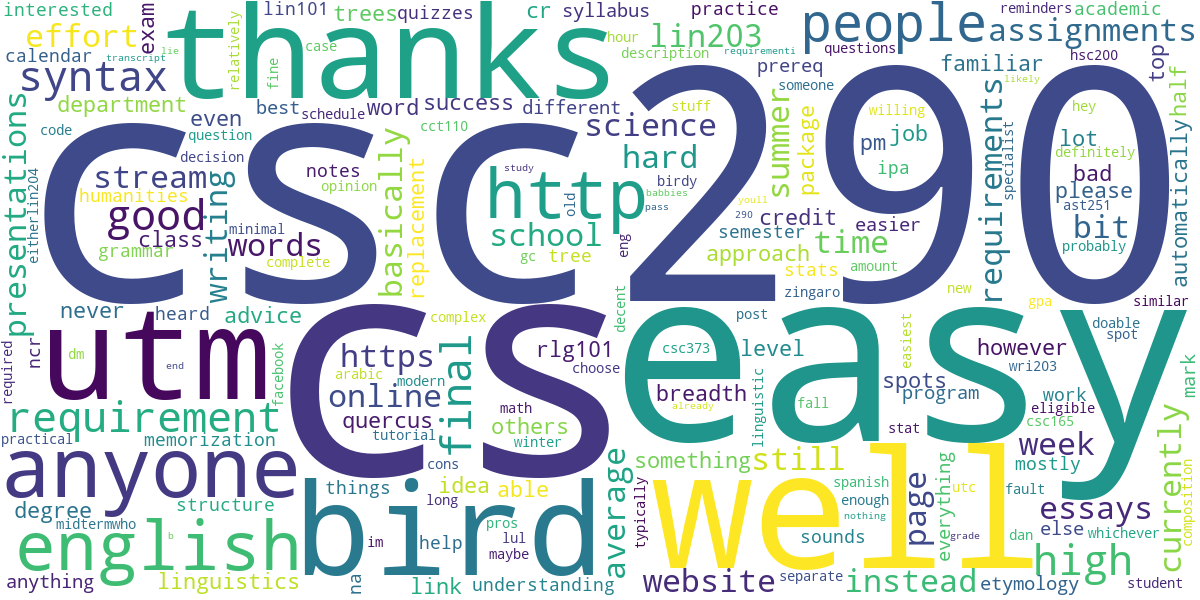 interested
thanks
lin101
trees
quizzes
cr
syllabus
practice
people
reminders
academic
assignments
effort
exam
relatively
calendar
transcript
lie
case
hour
fine
lin203
description
requirementi
questions
hsc200
top
syntax
prereq
familiar
someone
likely
department
best
schedule
word
success
different
stuff
willing
hey
half
presentations
even
code
question
cct110
science
summer
package
pm
job
requirements
specialist
lot
definitely
automatically
csc290
decision
notes
basically
study
hard
ipa
bad
please
ast251
stream
opinion
replacement
http
old
birdy
babbies
pass
youll
humanities
eitherlin204
good
writing
minimal
words
class
school
eng
290
credit
easier
bit
probably
grammar
complete
gc
tree
semester
approach
time
stats
amount
zingaro
new
gpa
similar
never
heard
advice
decent
post
doable
spot
utm
cs
easy
required
ncr
dm
end
facebook
https
complex
arabic
modern
online
final
rlg101
choose
csc373
level
easiest
however
wri203
mark
requirement
quercus
math
others
breadth
already
linguistic
spots
program
work
eligible
csc165
practical
memorization
tutorial
winter
fall
stat
currently
anyone
cons
something
still
week
mostly
degree
structure
things
long
idea
able
average
well
spanish
enough
nothing
page
everything
utc
fault
composition
midtermwho
bird
pros
lul
maybe
typically
sounds
grade
dan
essays
else
whichever
english
b
im
help
high
anything
linguistics
na
link
understanding
website
separate
instead
etymology
student